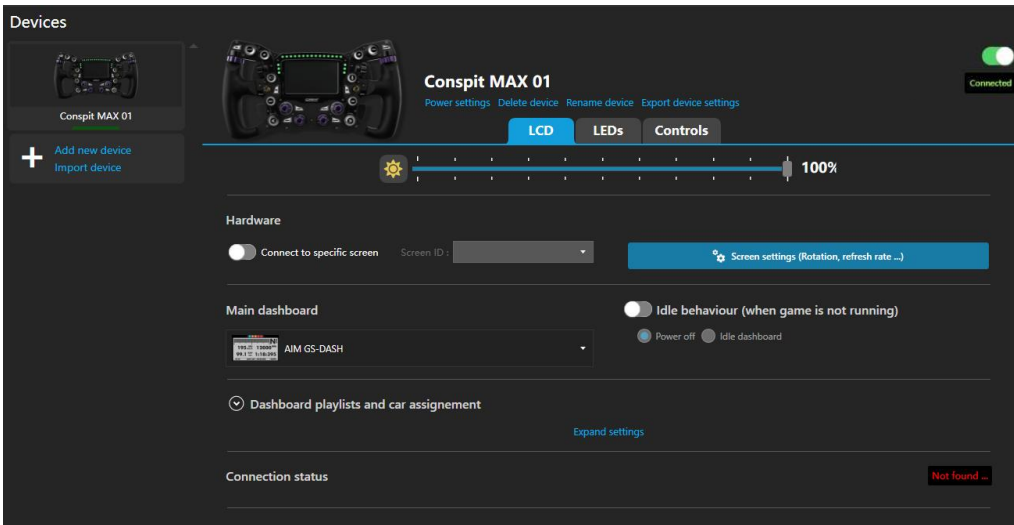 Devices
Conspit MAX 01
Add new device
Import device
Conspit MAX 01
Power settings Delete device Rename device Export device settings
Connected
LCD LEDs Controls
100%
Hardware
Connect to specific screen Screen ID : Screen settings (Rotation, refresh rate ...)
Main dashboard Idle behaviour (when game is not running)
AIM GS-DASH Power off Idle dashboard
Dashboard playlists and car assignement
Expand settings
Connection status Not found ...